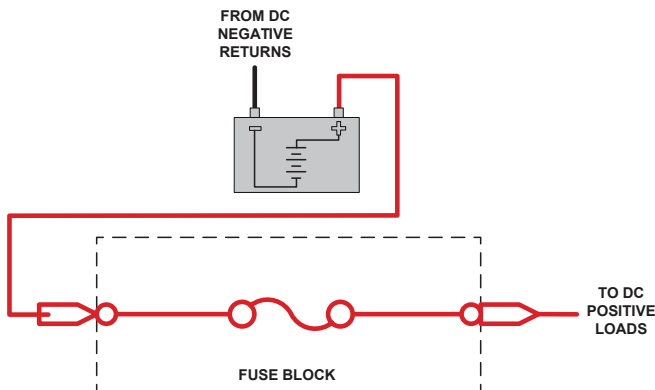 FROM DC
NEGATIVE
RETURNS
TO DC
POSITIVE
LOADS
FUSE BLOCK